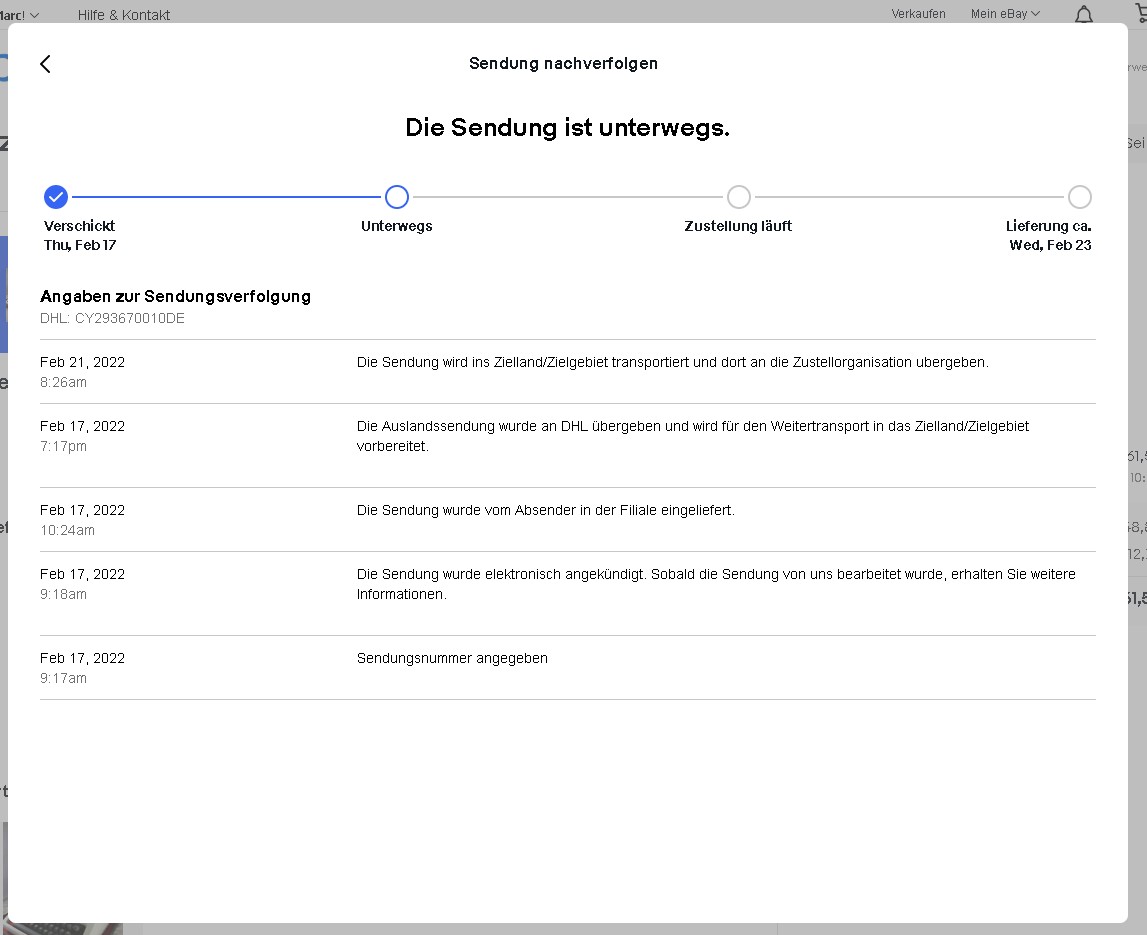 Hilfe & Kontakt
Verkaufen
Mein eBay
Sendung nachverfolgen
Die Sendung ist unterwegs.
Verschickt
Thu, Feb 17
Unterwegs
Zustellung läuft
Lieferung ca.
Wed, Feb 23
Angaben zur Sendungsverfolgung
DHL: CY293670010DE
Feb 21, 2022
8:26am
Die Sendung wird ins Zielland/Zielgebiet transportiert und dort an die Zustellorganisation ubergeben.
Feb 17, 2022
7:17pm
Die Auslandssendung wurde an DHL übergeben und wird für den Weitertransport in das Zielland/Zielgebiet
vorbereitet.
Feb 17, 2022
10:24am
Die Sendung wurde vom Absender in der Filiale eingeliefert.
Feb 17, 2022
9:18am
Die Sendung wurde elektronisch angekündigt. Sobald die Sendung von uns bearbeitet wurde, erhalten Sie weitere
Informationen.
Feb 17, 2022
9:17am
Sendungsnummer angegeben